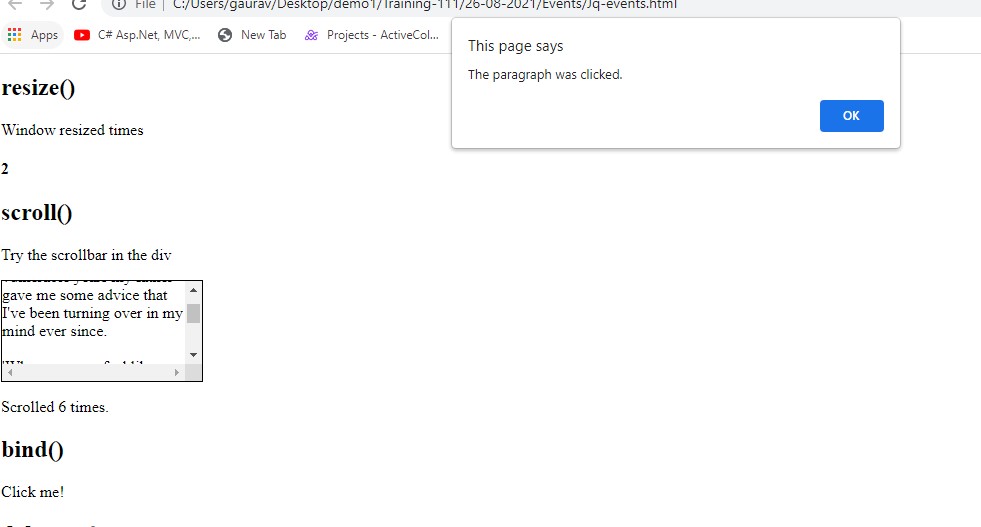 File | C:/Users/gaurav/Desktop/demo1/Training-111/26-08-2021/Events/Jq-events.html
Apps C# Asp.Net, MVC,... New Tab Projects - ActiveCol...
This page says
The paragraph was clicked.
OK
resize()
Window resized times
2
scroll()
Try the scrollbar in the div
gave me some advice that
I've been turning over in my
mind ever since.
Scrolled 6 times.
bind()
Click me!